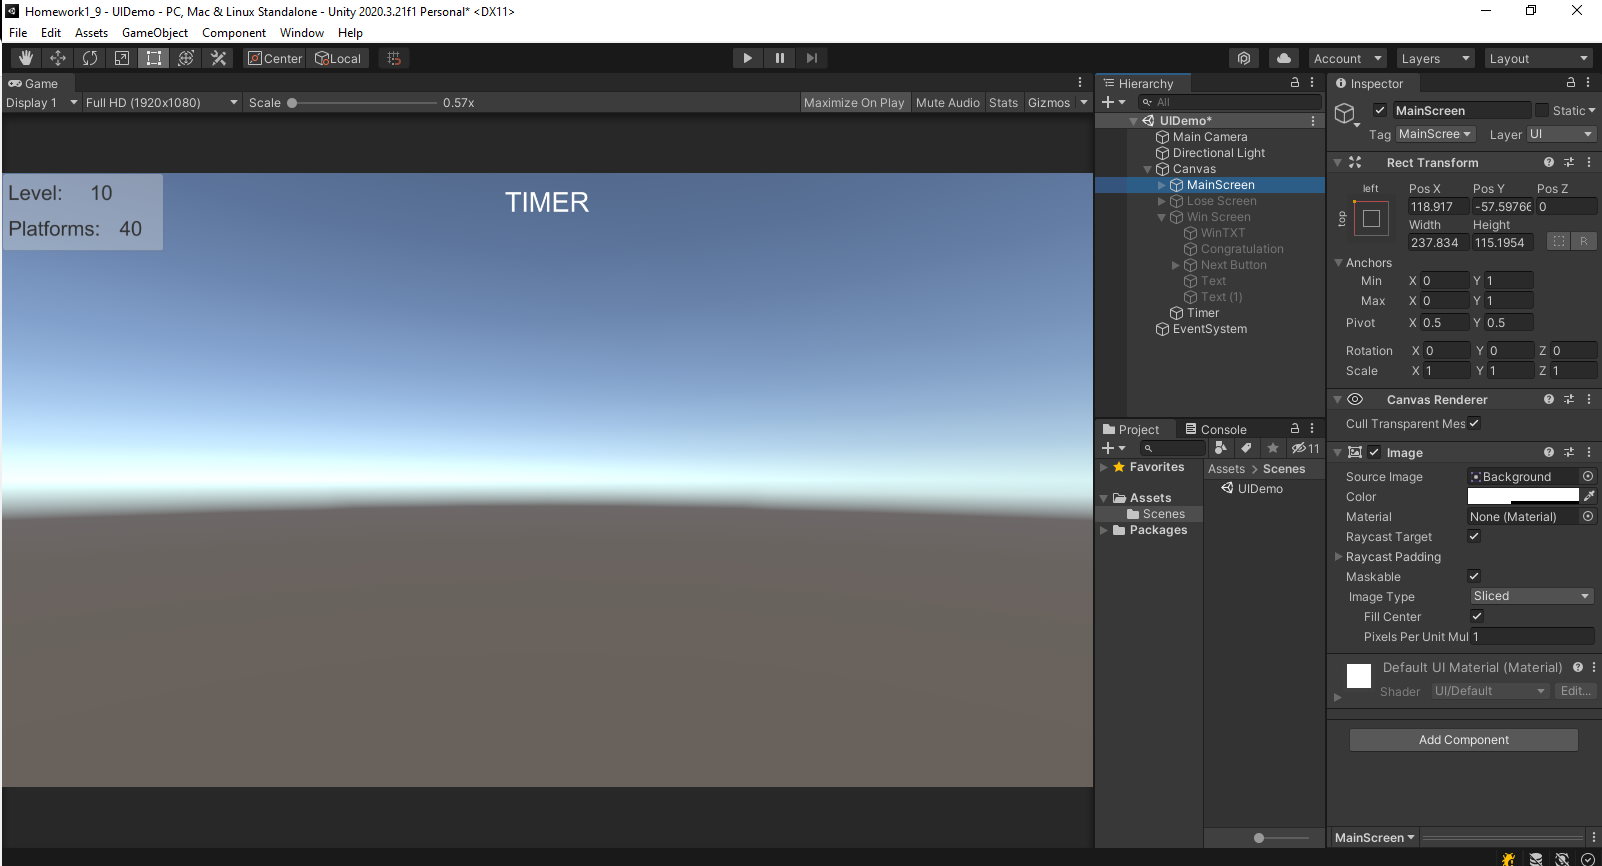 Homework1_9 - UIDemo - PC, Mac & Linux Standalone - Unity 2020.3.21f1 Personal* <DX11>
File Edit Assets GameObject Component Window Help
Center Local Account Layers Layout
Game
Display 1 Full HD (1920x1080) Scale 0.57x Maximize On Play Mute Audio Stats Gizmos
Level: 10
Platforms: 40
TIMER
Hierarchy
All
UIDemo*
Main Camera
Directional Light
Canvas
MainScreen
Lose Screen
Win Screen
WinTXT
Congratulation
Next Button
Text
Text (1)
Timer
EventSystem
Project Console
11
Favorites
Assets
Scenes
Packages
Assets > Scenes
UIDemo
Inspector
MainScreen Static
Tag MainScree Layer UI
Rect Transform
left
top
Pos X Pos Y Pos Z
118.917 -57.59766 0
Width Height
237.834 115.1954 R
Anchors
Min X 0 Y 1
Max X 0 Y 1
Pivot X 0.5 Y 0.5
Rotation X 0 Y 0 Z 0
Scale X 1 Y 1 Z 1
Canvas Renderer
Cull Transparent Mes
Image
Source Image Background
Color
Material None (Material)
Raycast Target
Raycast Padding
Maskable
Image Type Sliced
Fill Center
Pixels Per Unit Mul 1
Default UI Material (Material)
Shader UI/Default Edit...
Add Component
MainScreen